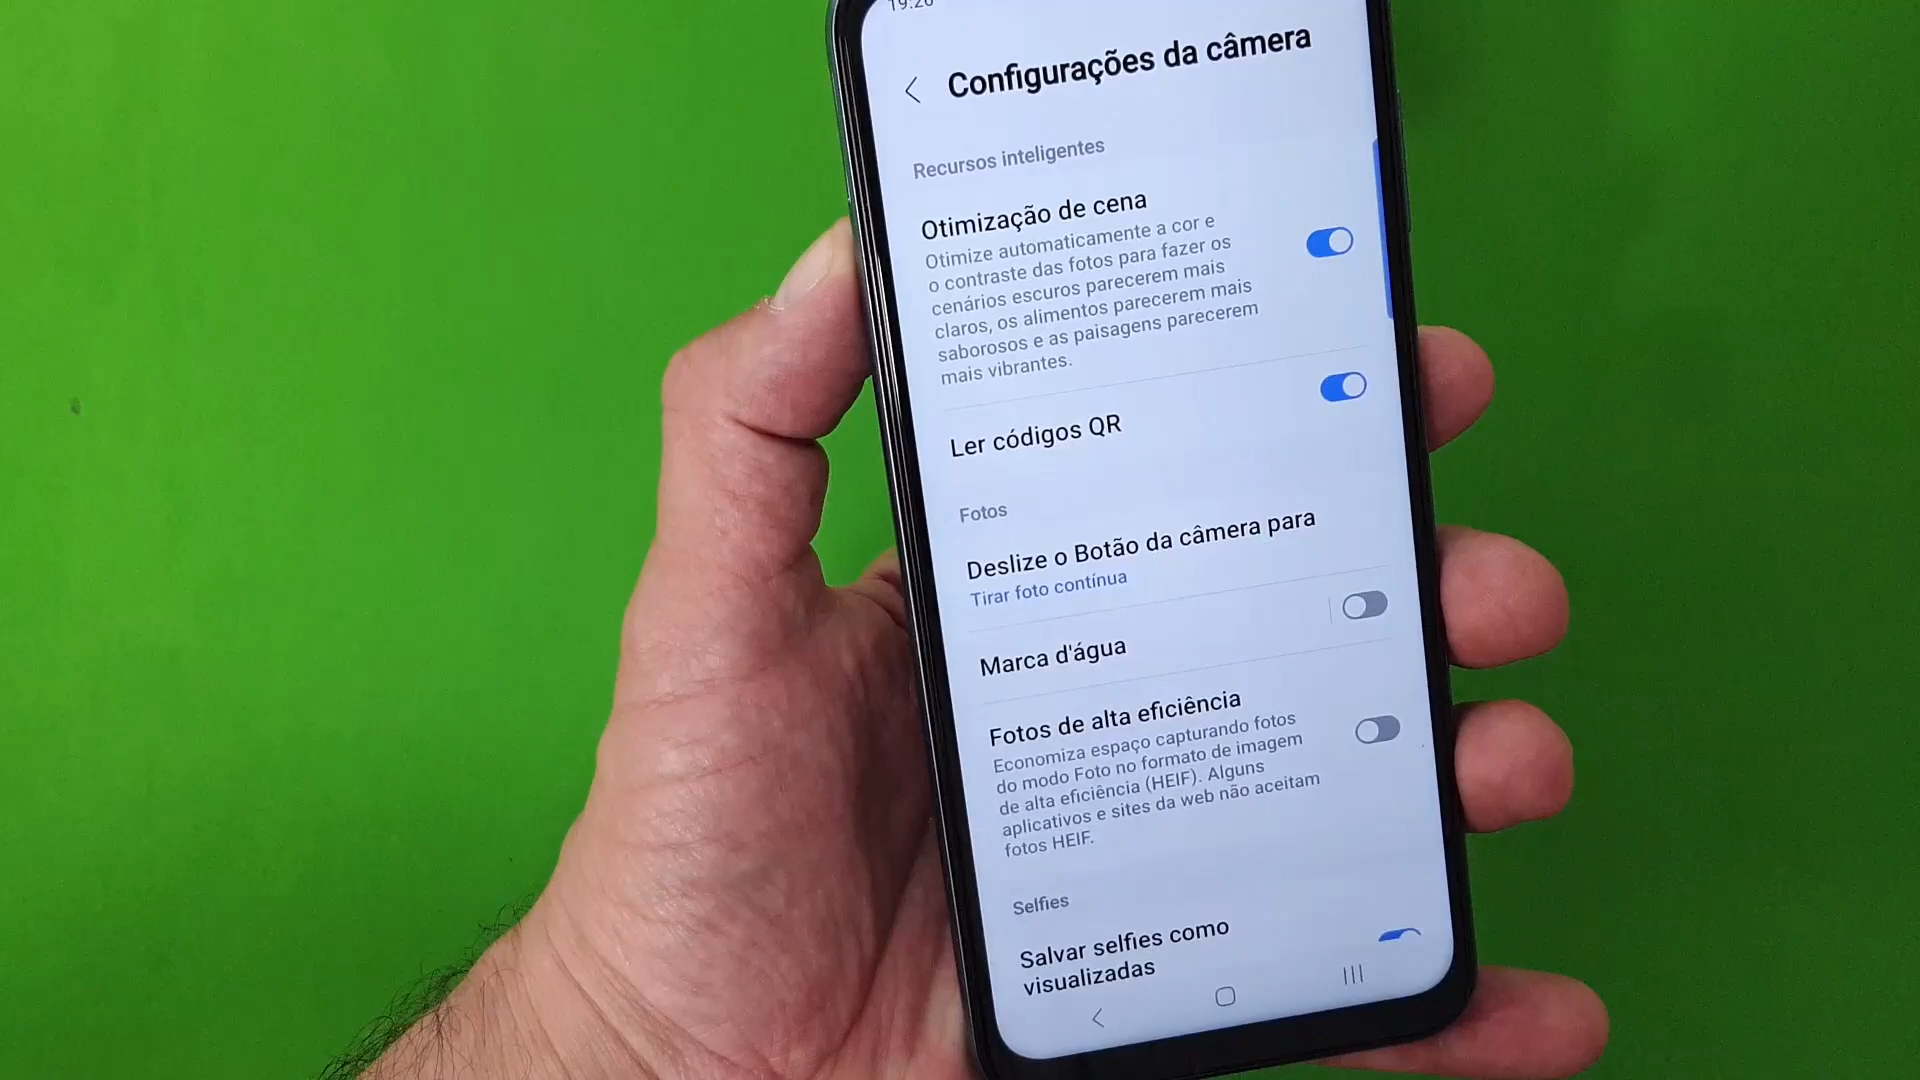 19:26
Configurações da câmera
Recursos inteligentes
Otimização de cena
Otimize automaticamente a cor e
o contraste das fotos para fazer os
cenários escuros parecerem mais
claros, os alimentos parecerem mais
saborosos e as paisagens parecerem
mais vibrantes.
Ler códigos QR
Fotos
Deslize o Botão da câmera para
Tirar foto contínua
Marca d'água
Fotos de alta eficiência
Economiza espaço capturando fotos
do modo Foto no formato de imagem
de alta eficiência (HEIF). Alguns
aplicativos e sites da web não aceitam
fotos HEIF.
Selfies
Salvar selfies como
visualizadas